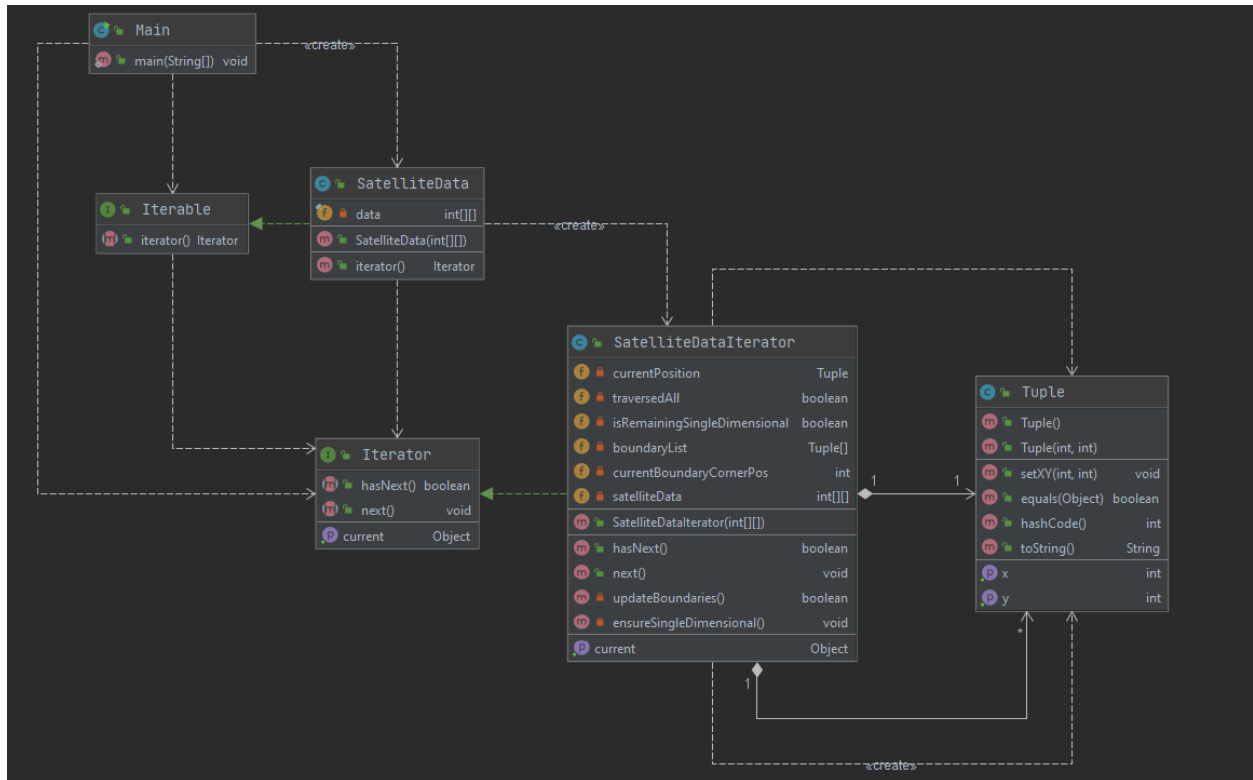 Main
main(String[]) void
«create»
Iterable
iterator() Iterator
SatelliteData
data int[][]
SatelliteData(int[][])
iterator() Iterator
«create»
Iterator
hasNext() boolean
next() void
current Object
SatelliteDataIterator
currentPosition Tuple
traversedAll boolean
isRemainingSingleDimensional boolean
boundaryList Tuple[]
currentBoundaryCornerPos int
satelliteData int[][]
SatelliteDataIterator(int[][])
hasNext() boolean
next() void
updateBoundaries() boolean
ensureSingleDimensional() void
current Object
1 1
Tuple
Tuple()
Tuple(int, int)
setXY(int, int) void
equals(Object) boolean
hashCode() int
toString() String
x int
y int
*
1
«create»